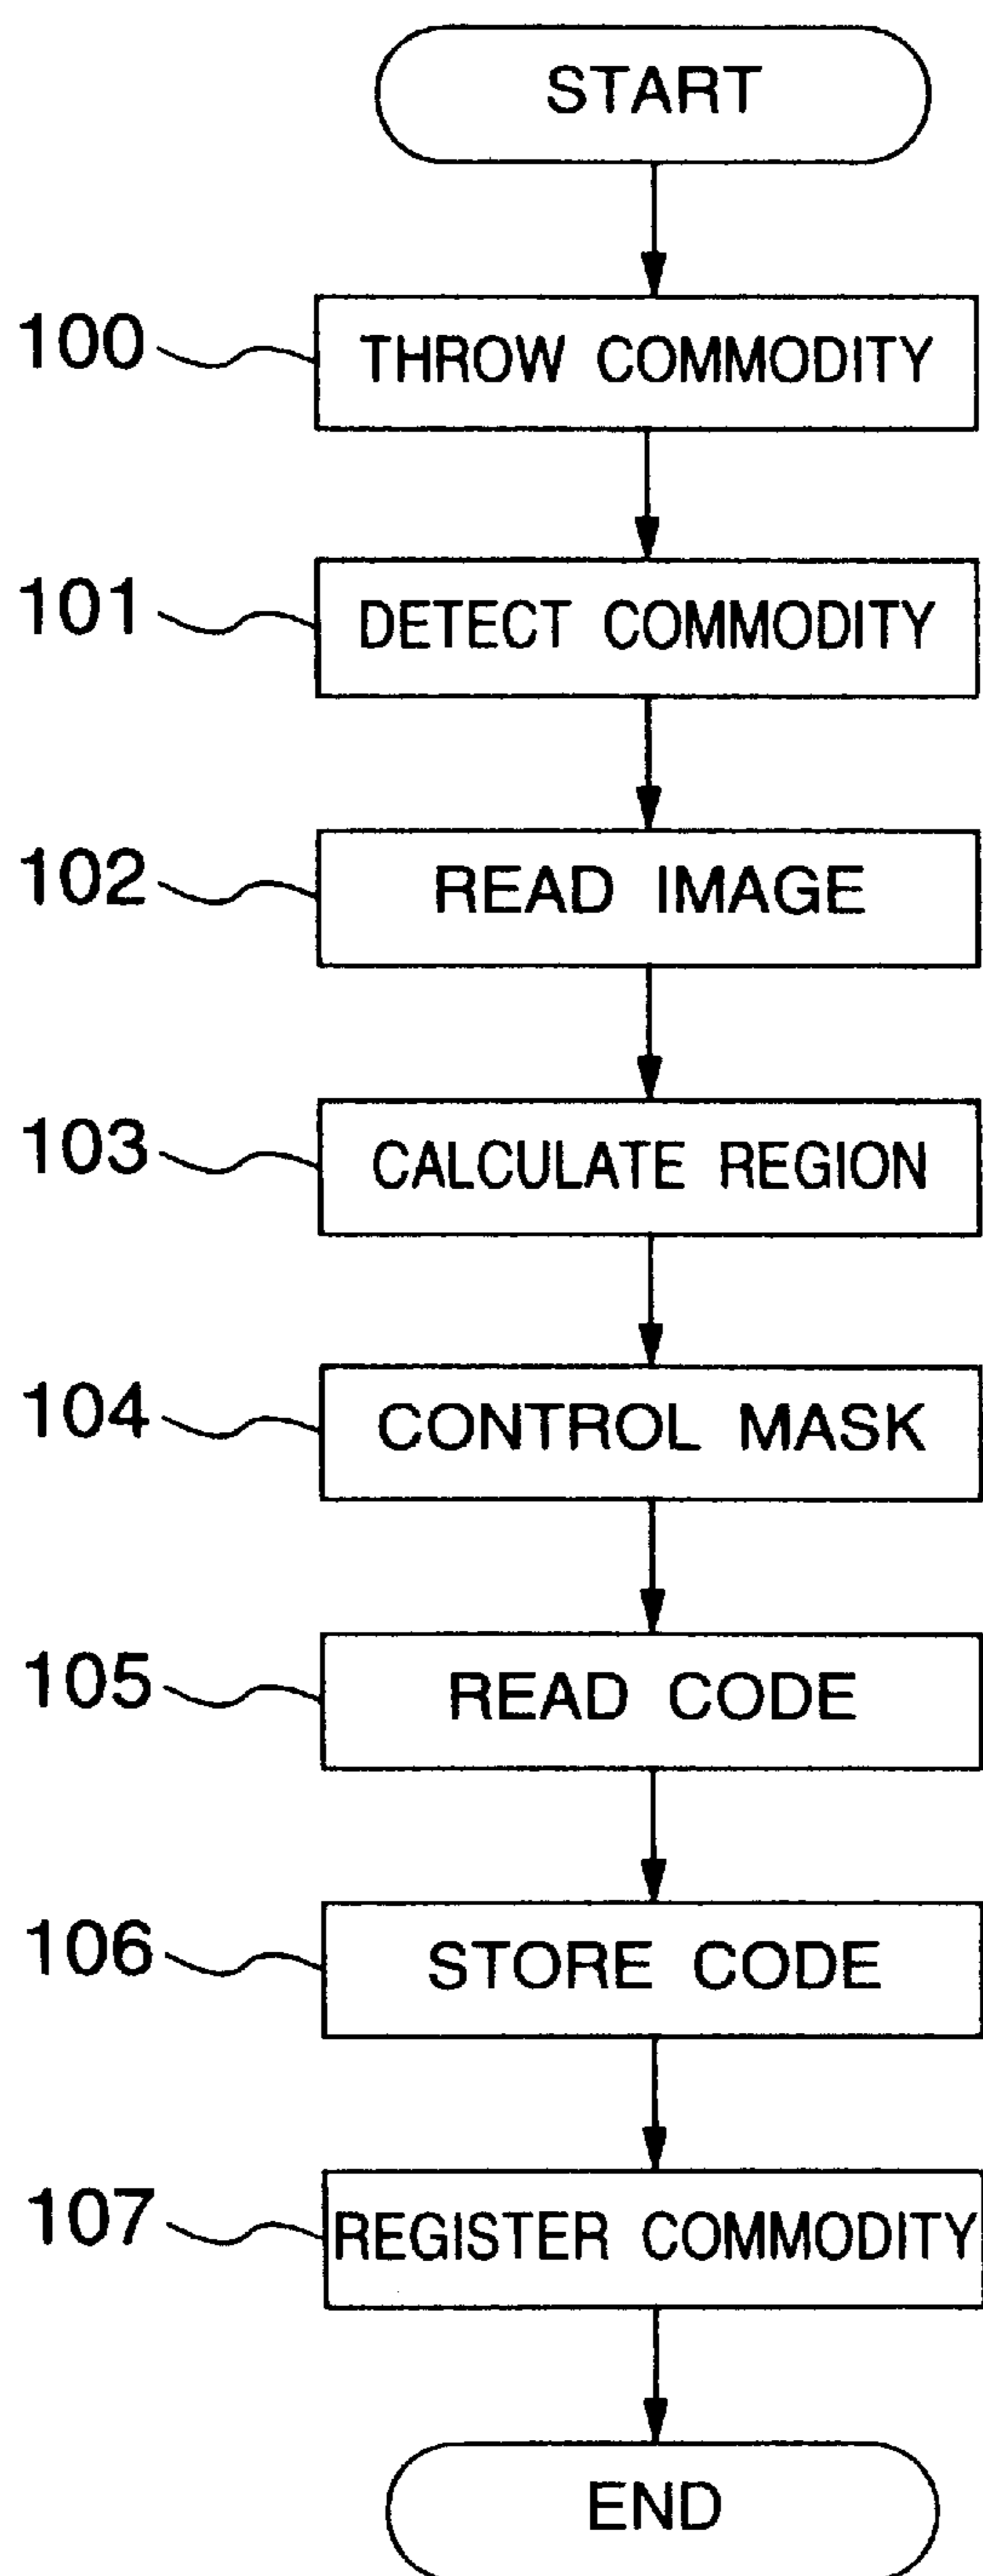 START
100 THROW COMMODITY
101 DETECT COMMODITY
102 READ IMAGE
103 CALCULATE REGION
104 CONTROL MASK
105 READ CODE
106 STORE CODE
107 REGISTER COMMODITY
END